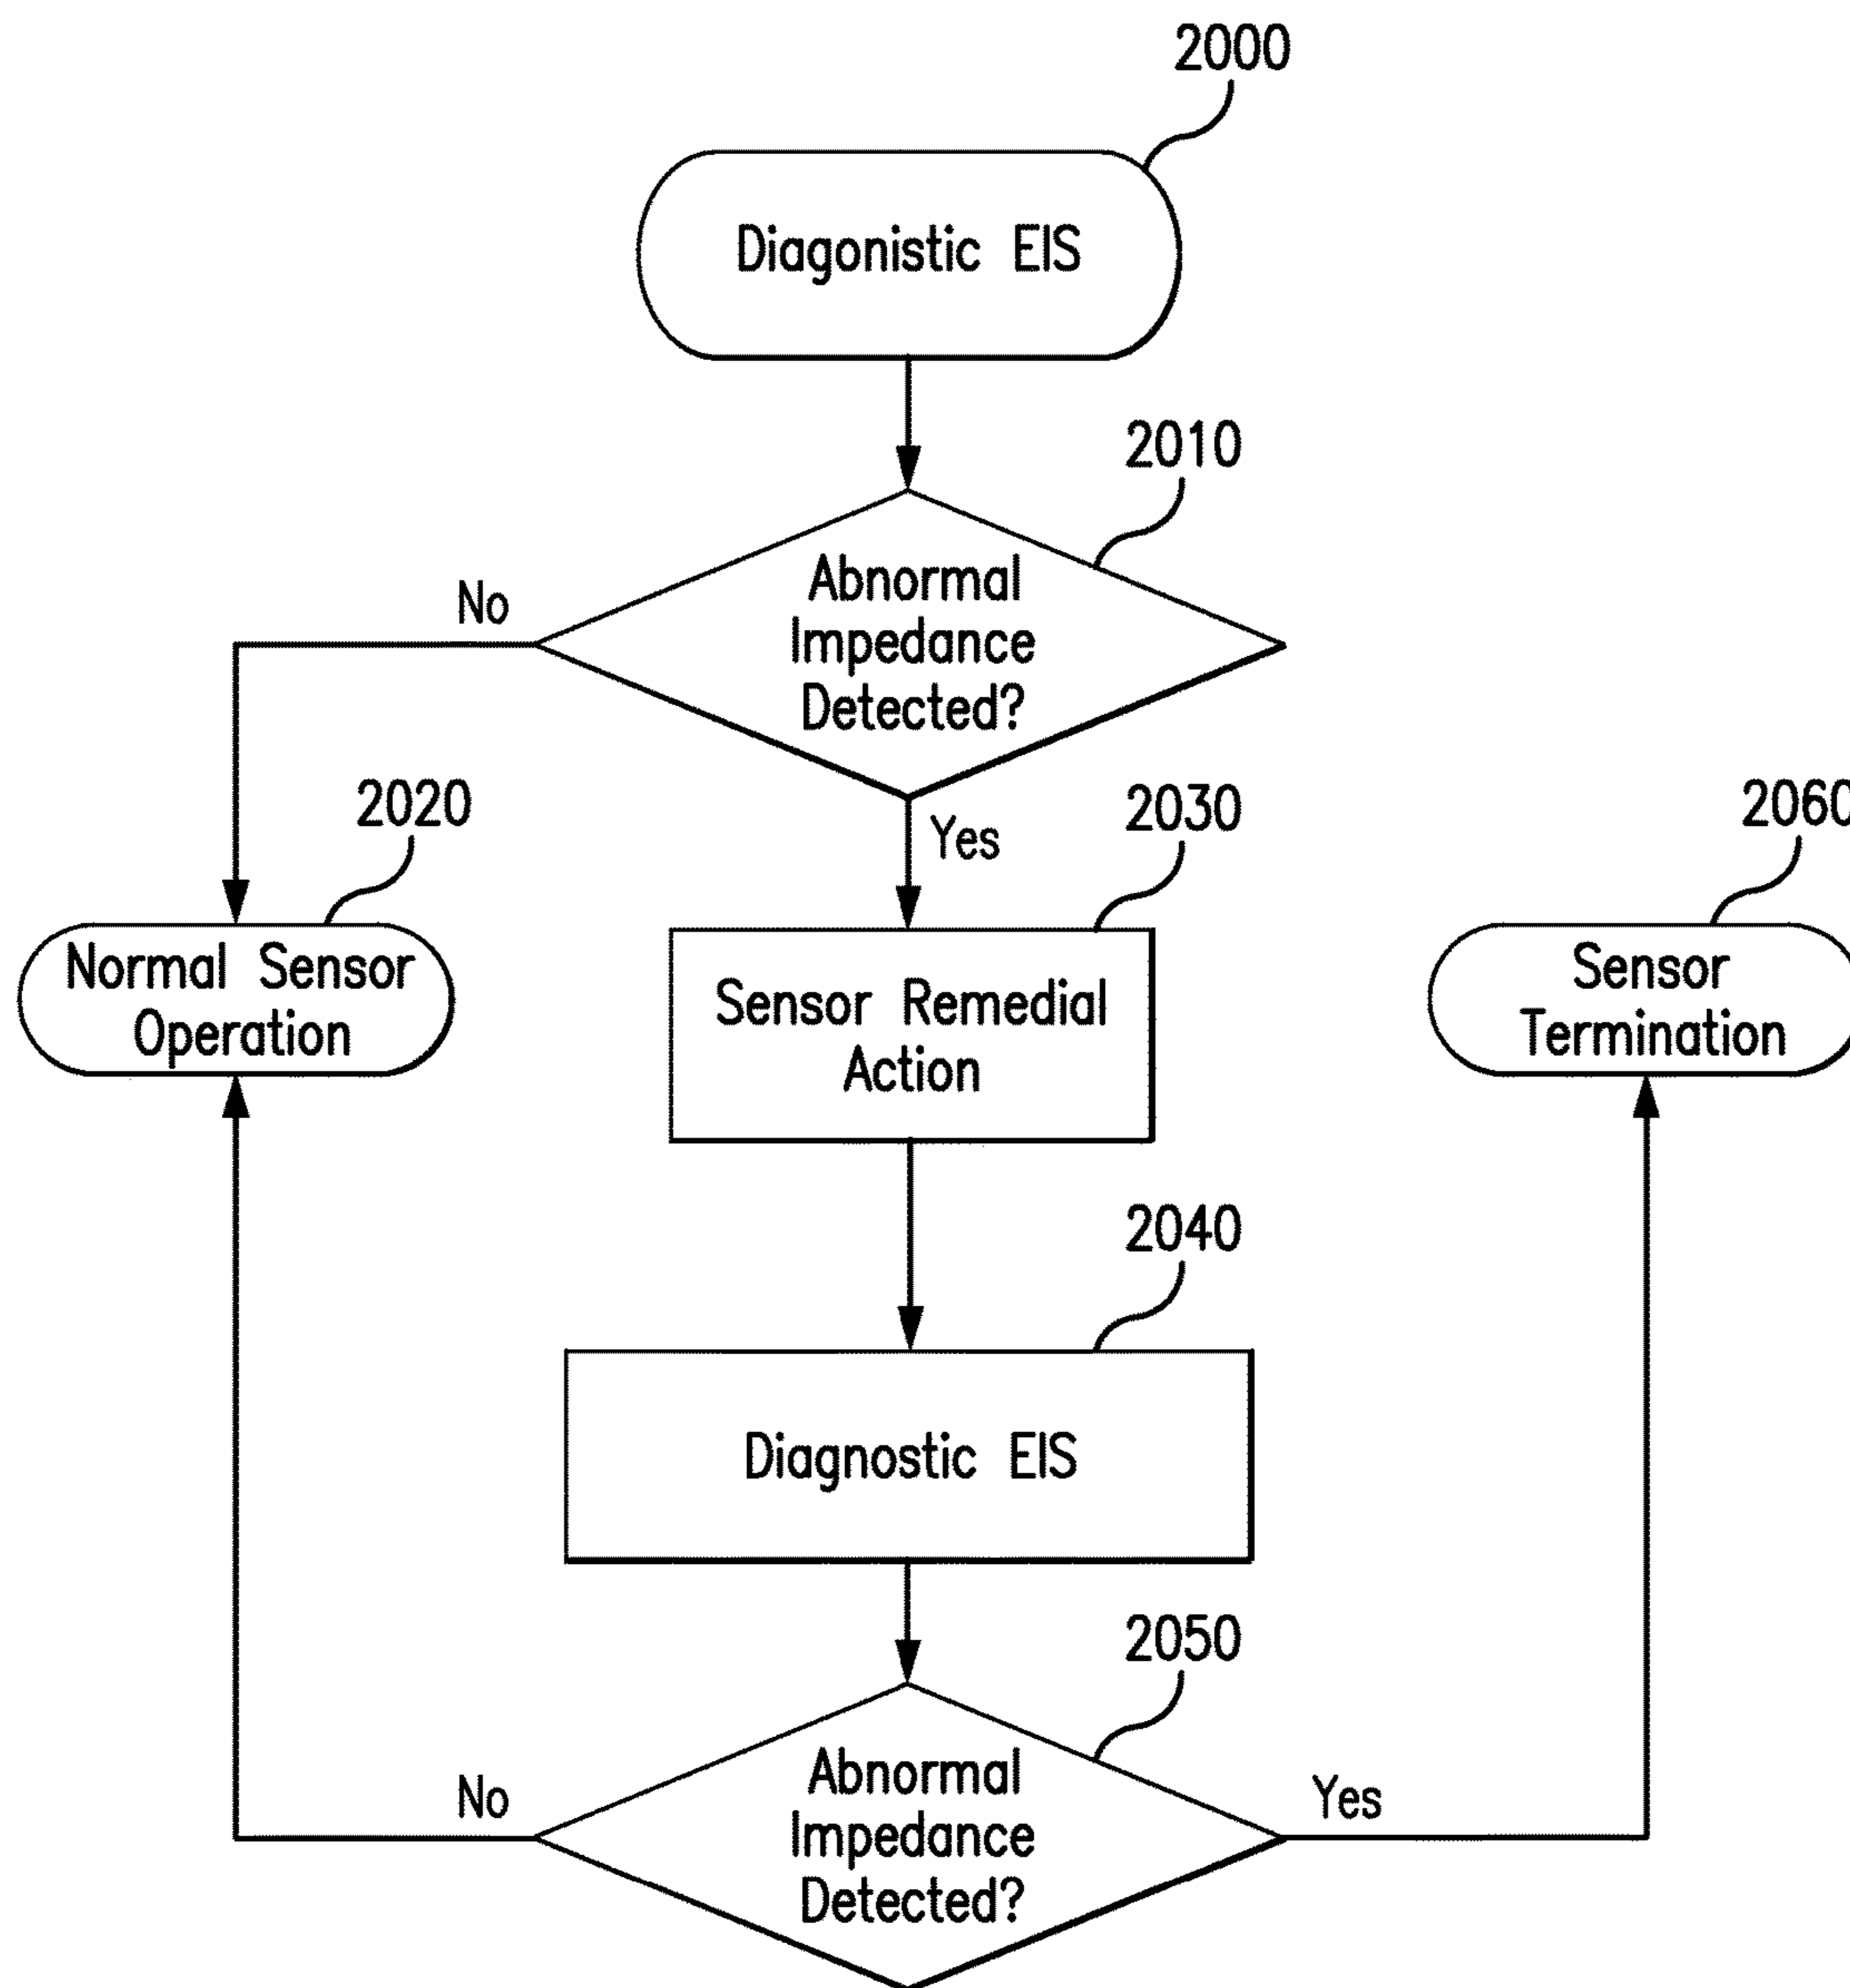 2000
Diagonistic EIS
2010
Abnormal
Impedance
Detected?
No
Yes
2020
2030
2060
Normal Sensor
Operation
Sensor Remedial
Action
Sensor
Termination
2040
Diagnostic EIS
2050
Abnormal
Impedance
Detected?
No
Yes